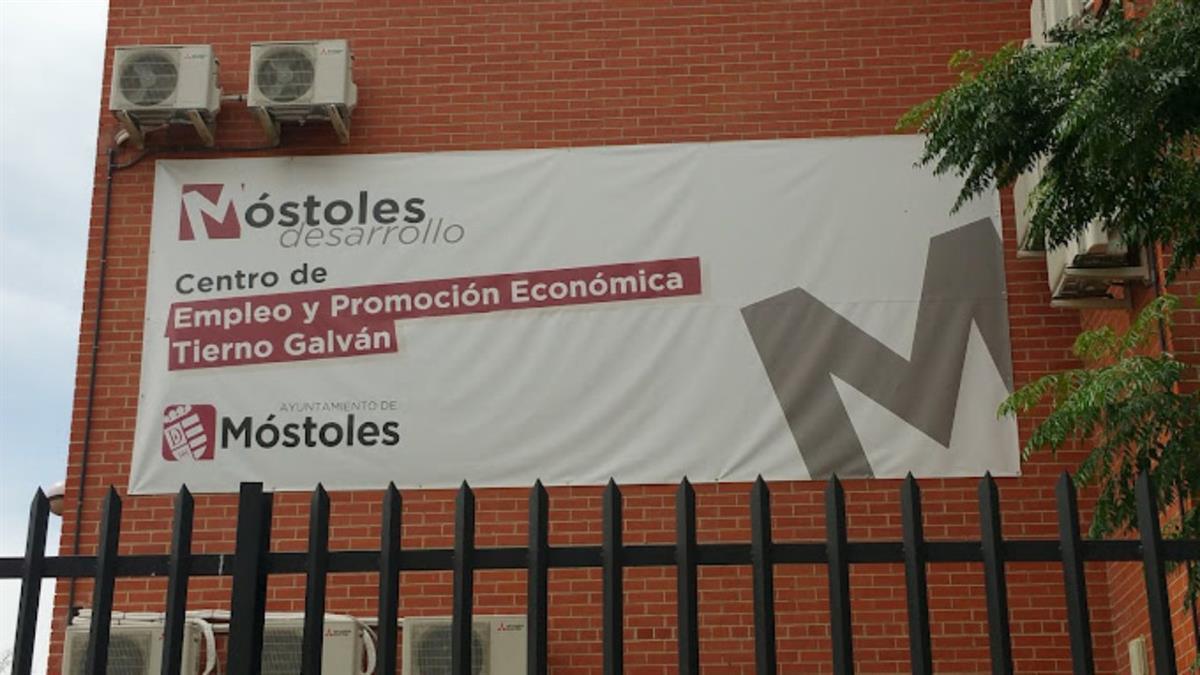 Móstoles
desarrollo
Centro de
Empleo y Promoción Económica
Tierno Galván
AYUNTAMIENTO DE
Móstoles